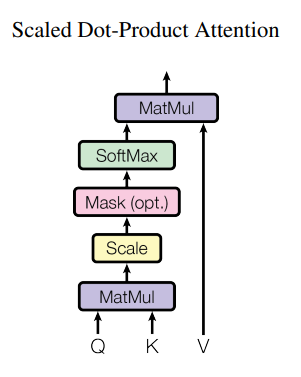 Scaled Dot-Product Attention
MatMul
SoftMax
Mask (opt.)
Scale
MatMul
Q K V